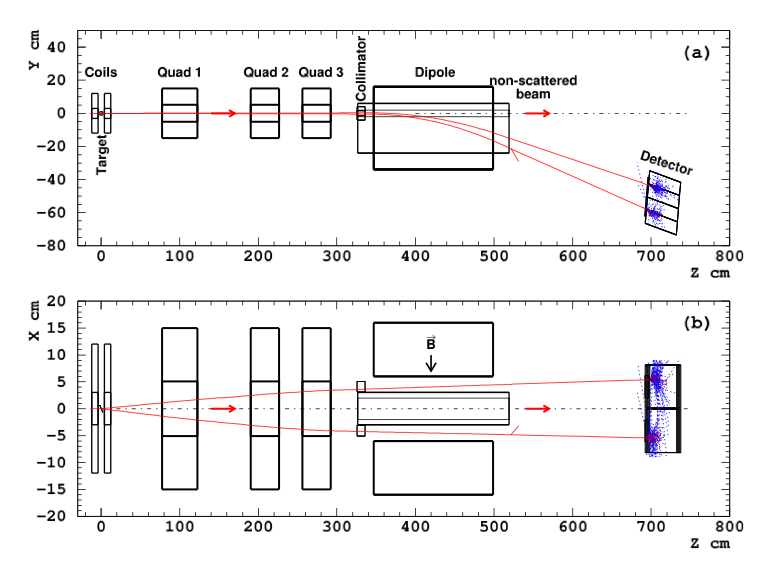 Y cm
40
20
0
−20
−40
−60
−80
(a)
Coils
Target
Quad 1
Quad 2
Quad 3
Collimator
Dipole
non-scattered
beam
Detector
0
100
200
300
400
500
600
700
800
Z cm
X cm
20
15
10
5
0
−5
−10
−15
−20
(b)
B
0
100
200
300
400
500
600
700
800
Z cm